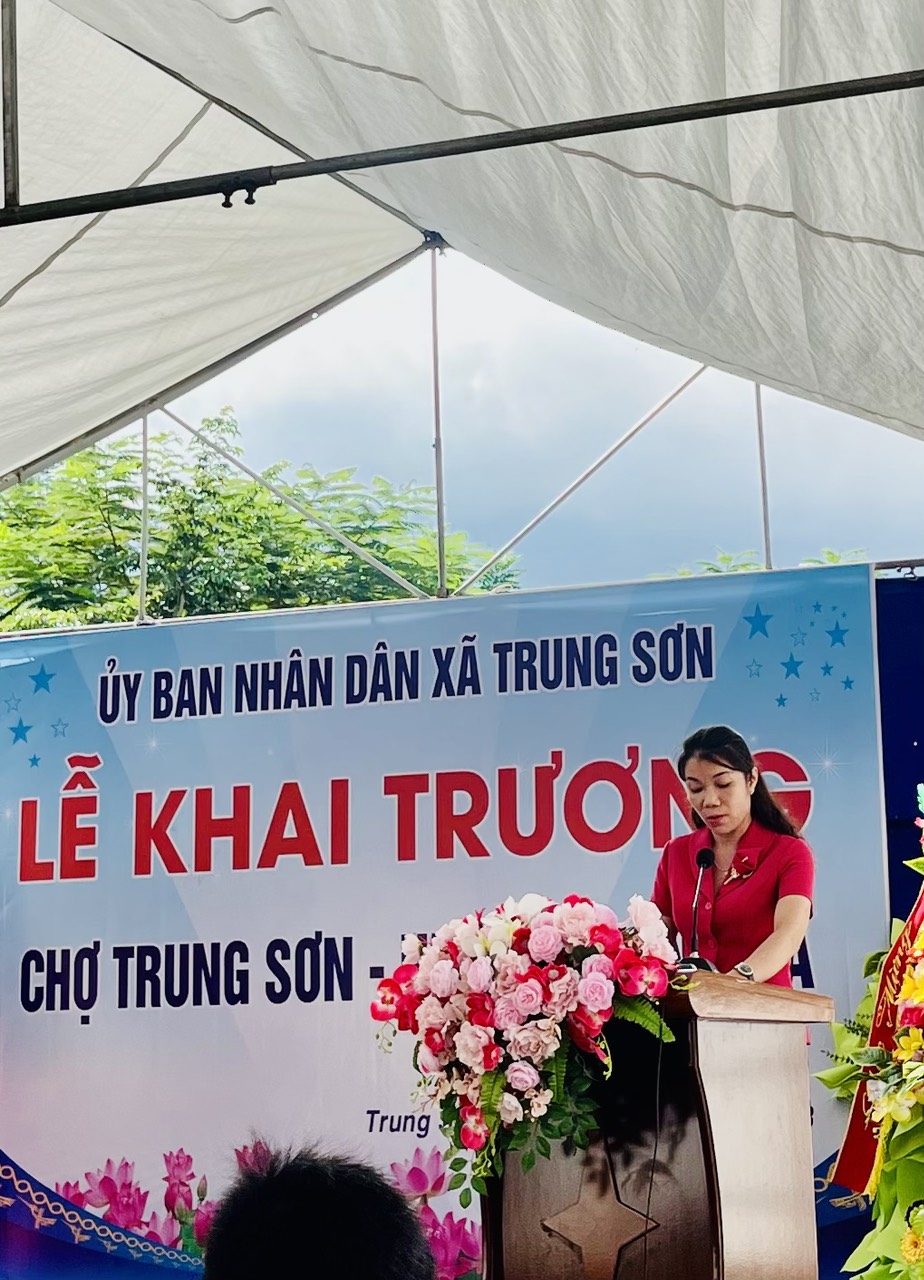 ỦY BAN NHÂN DÂN XÃ TRUNG SƠN
LỄ KHAI TRƯƠNG
CHỢ TRUNG SƠN -
Trung